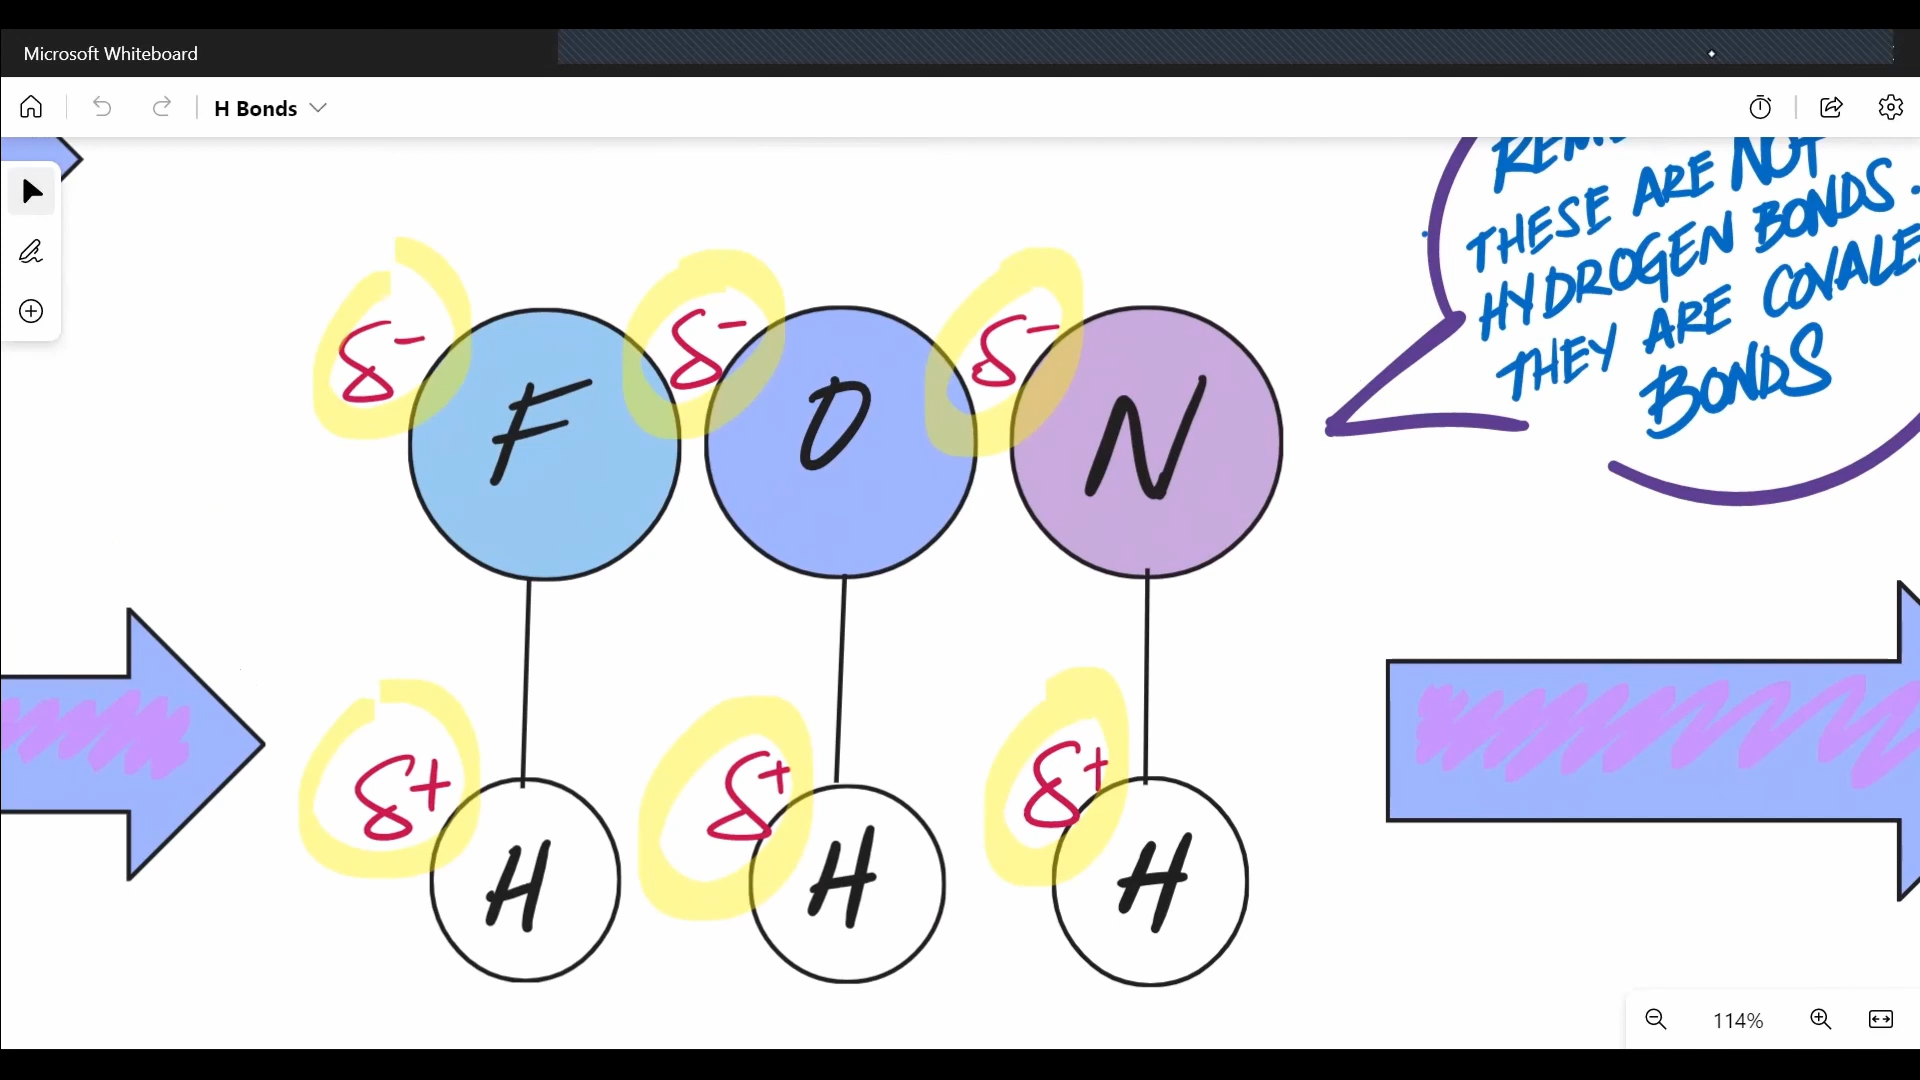 Microsoft Whiteboard
H Bonds
THESE ARE NOT
HYDROGEN BONDS.
THEY ARE
BONDS
δ- δ- δ-
F O N
δ+ δ+ δ+
H H H
114%